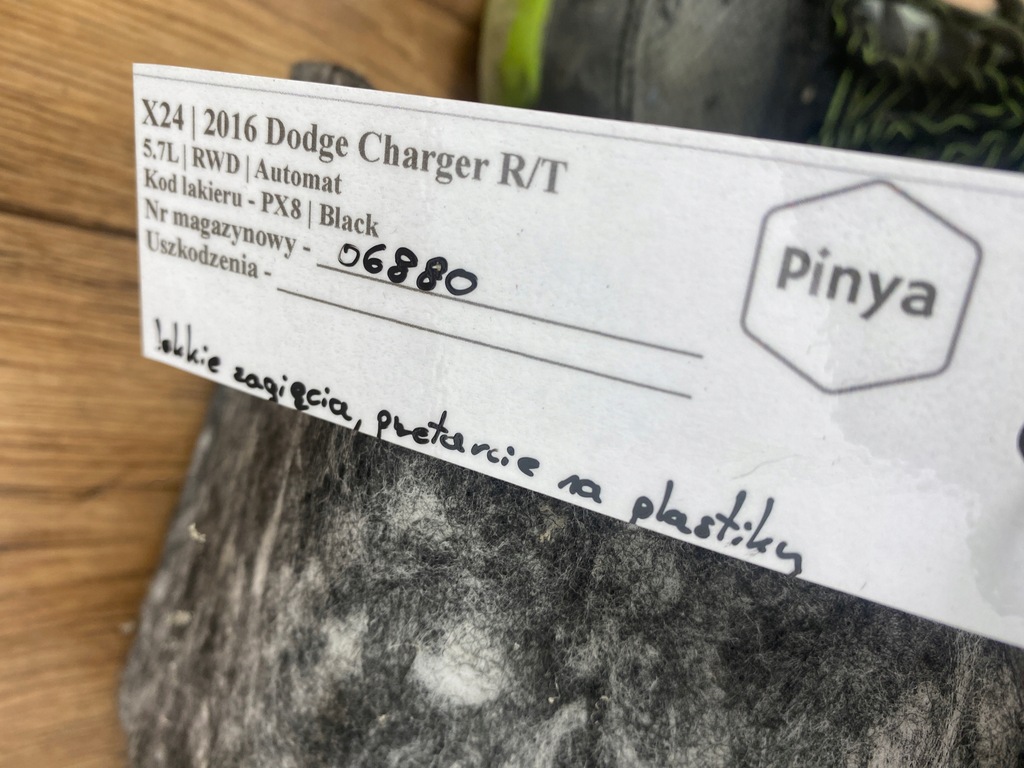 X24 | 2016 Dodge Charger R/T
5.7L | RWD | Automat
Kod lakieru - PX8 | Black
Nr magazynowy - 06880
Uszkodzenia -
lekkie zagięcia, przetarcie na plastiku
Pinya